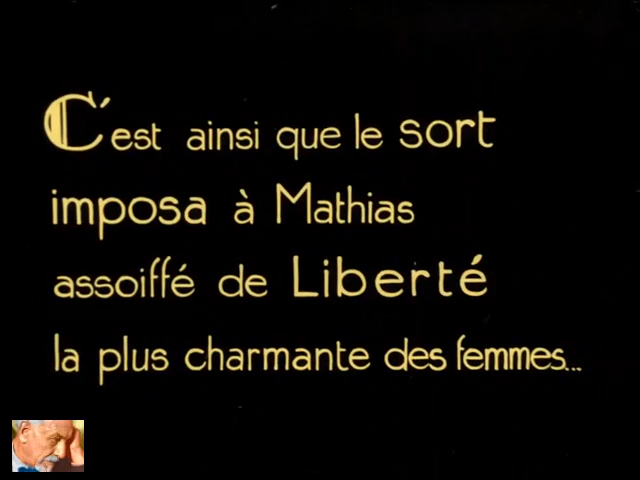 C'est ainsi que le sort
imposa à Mathias
assoiffé de Liberté
la plus charmante des femmes...